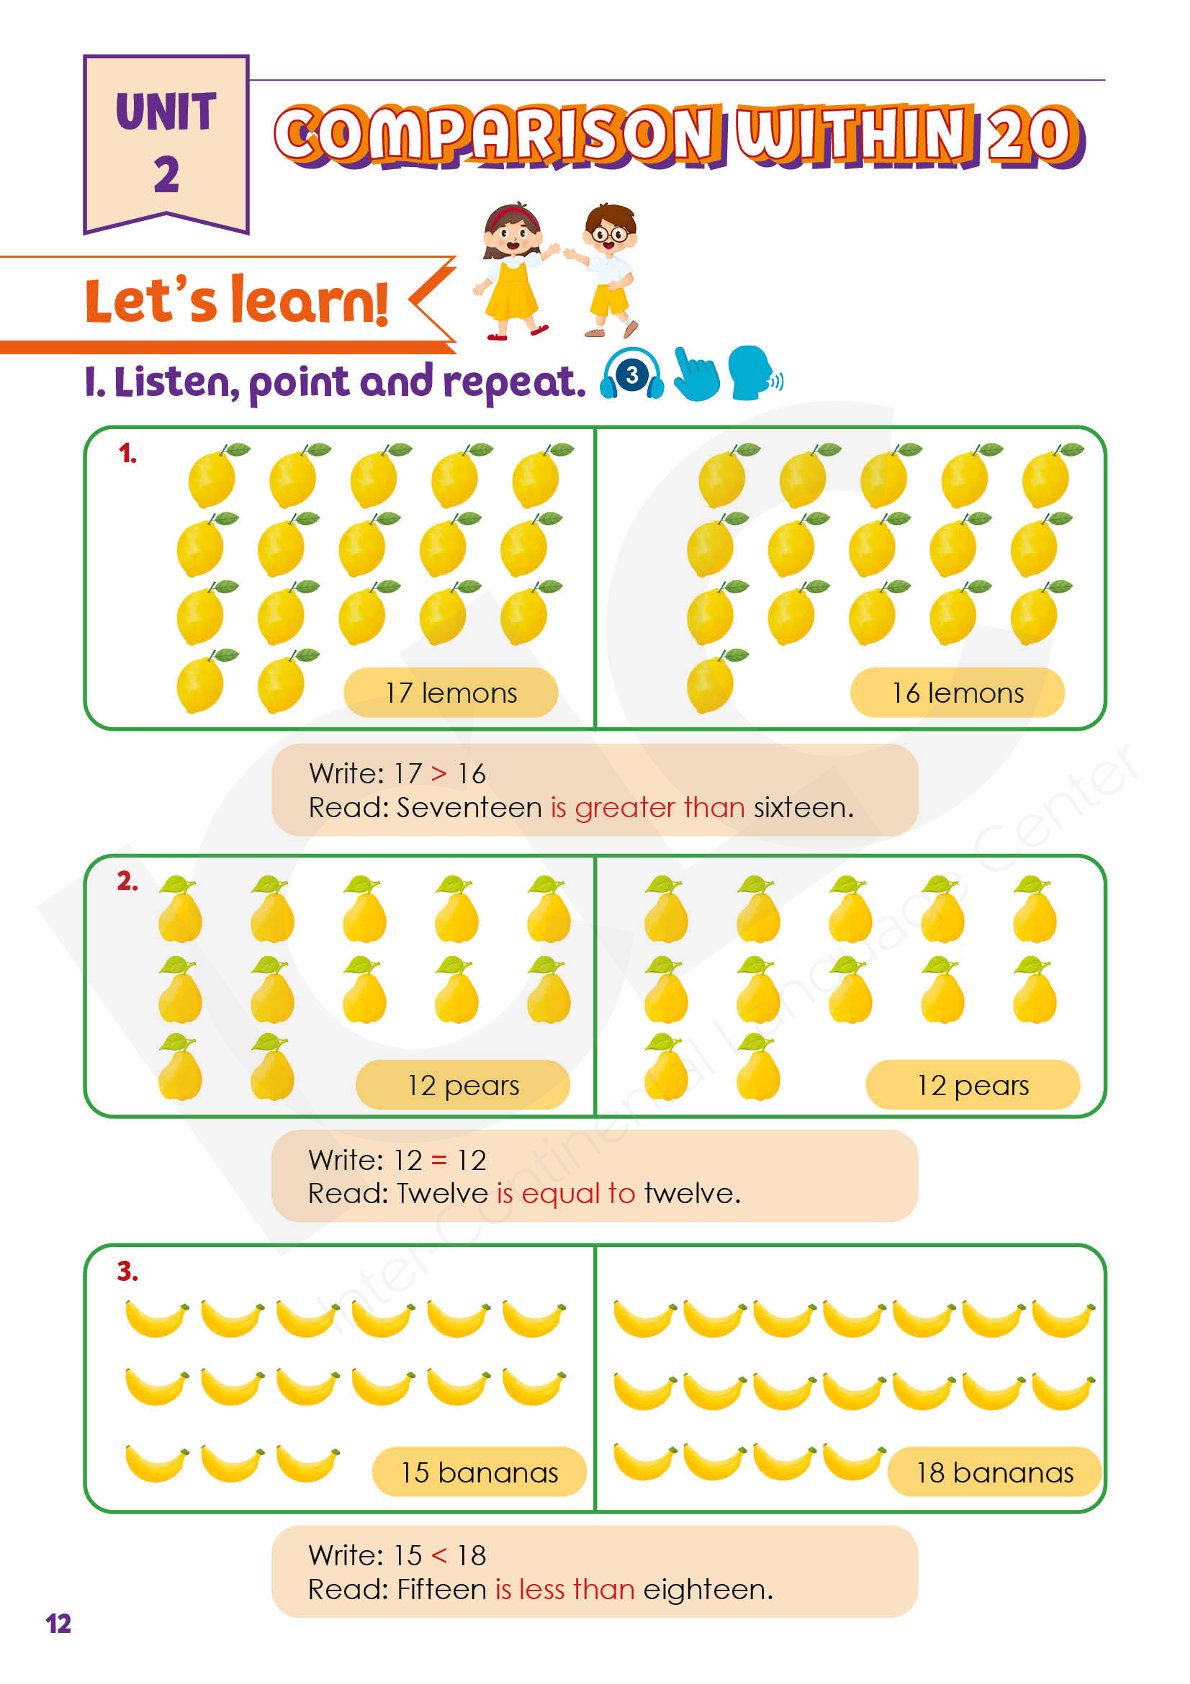 UNIT
2
COMPARISON WITHIN 20
Let's learn!
I. Listen, point and repeat.
3
1.
17 lemons
16 lemons
Write: 17 > 16
Read: Seventeen is greater than sixteen.
2.
12 pears
12 pears
Write: 12 = 12
Read: Twelve is equal to twelve.
3.
15 bananas
18 bananas
Write: 15 < 18
Read: Fifteen is less than eighteen.
12
ICLC
Inter-Continental Language Center